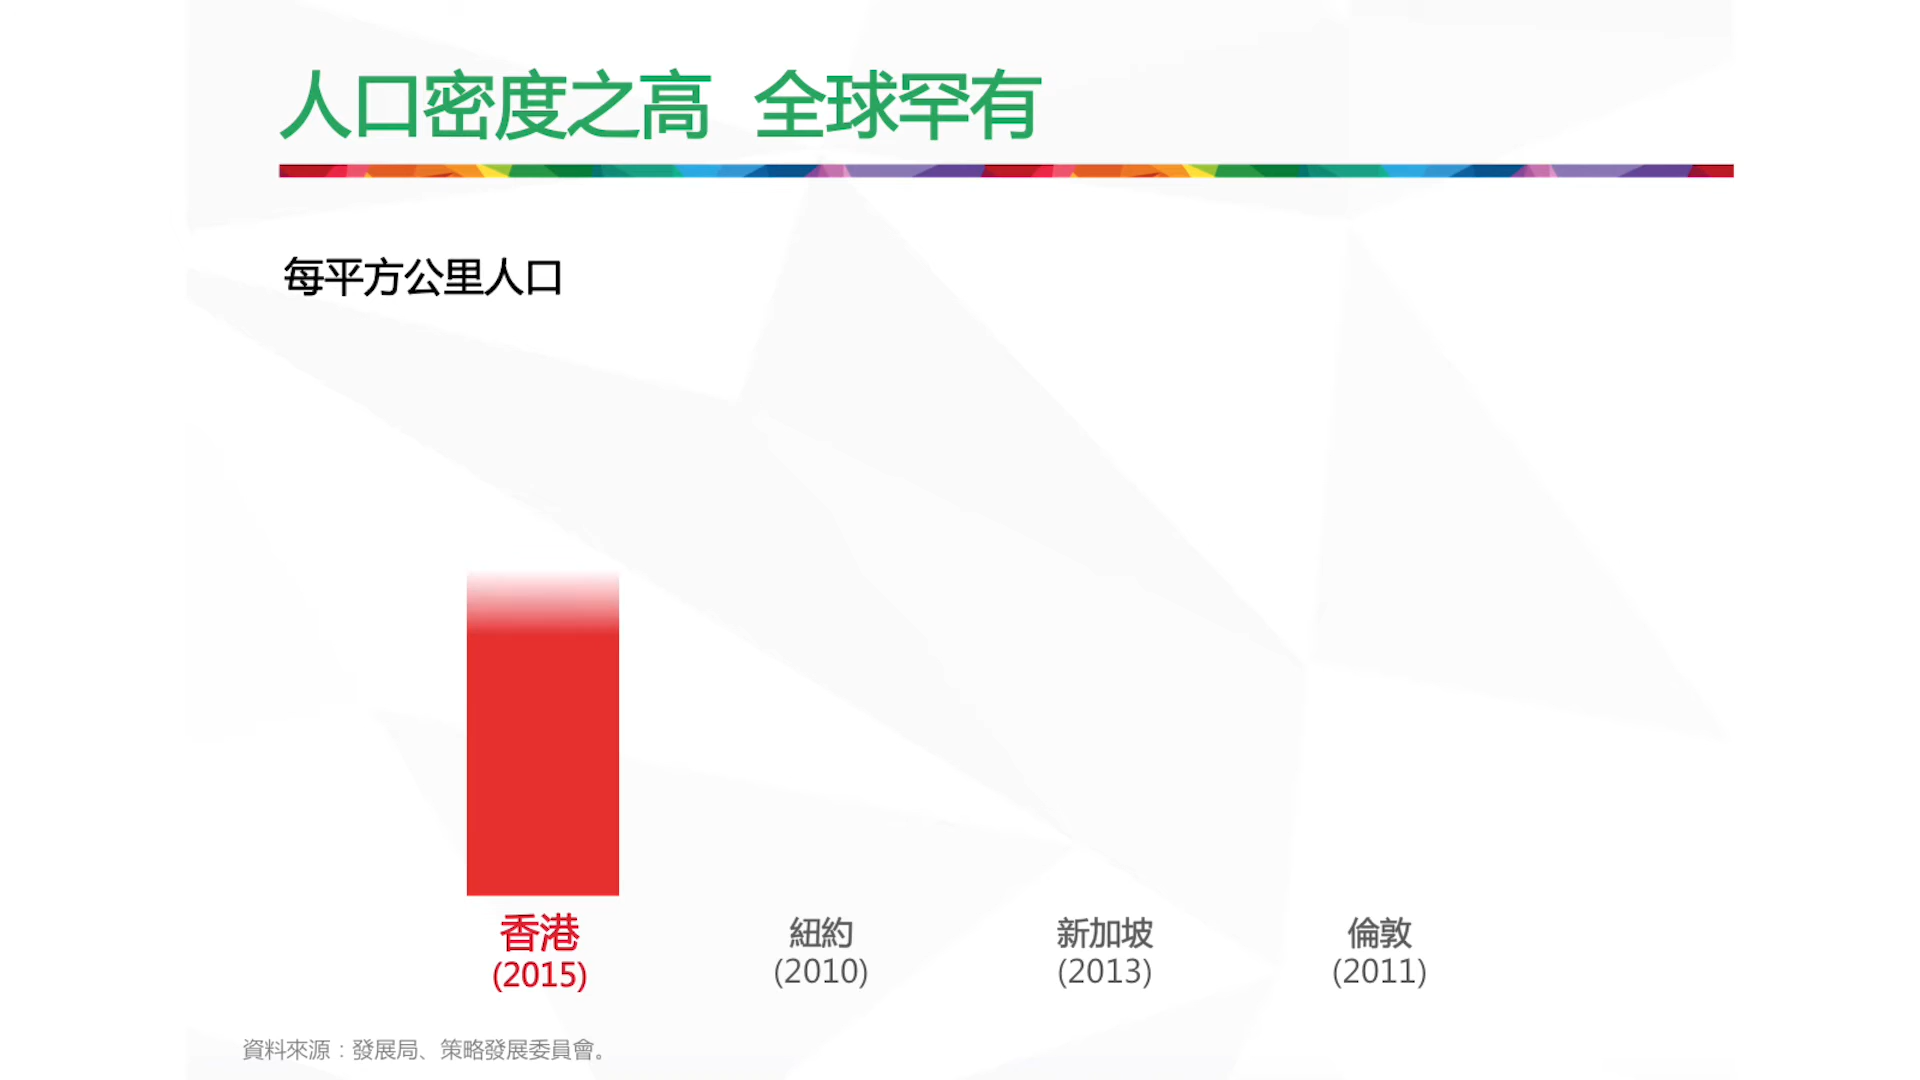 人口密度之高 全球罕有
每平方公里人口
香港 紐約 新加坡 倫敦
(2015) (2010) (2013) (2011)
資料來源：發展局、策略發展委員會。